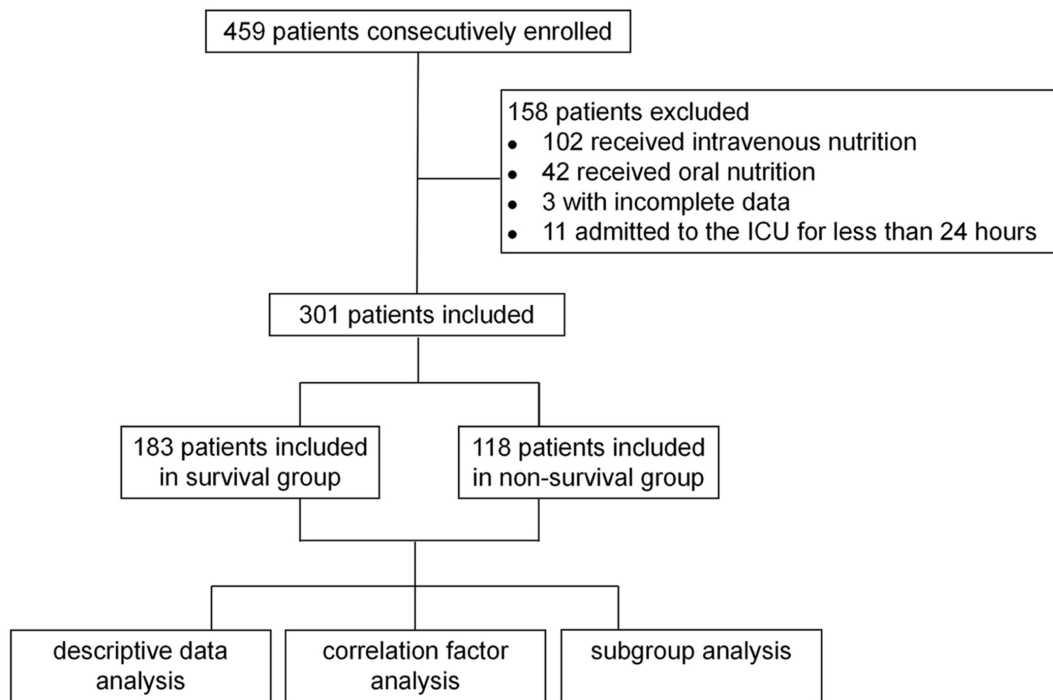 459 patients consecutively enrolled
158 patients excluded
• 102 received intravenous nutrition
• 42 received oral nutrition
• 3 with incomplete data
• 11 admitted to the ICU for less than 24 hours
301 patients included
183 patients included
in survival group
118 patients included
in non-survival group
descriptive data
analysis
correlation factor
analysis
subgroup analysis